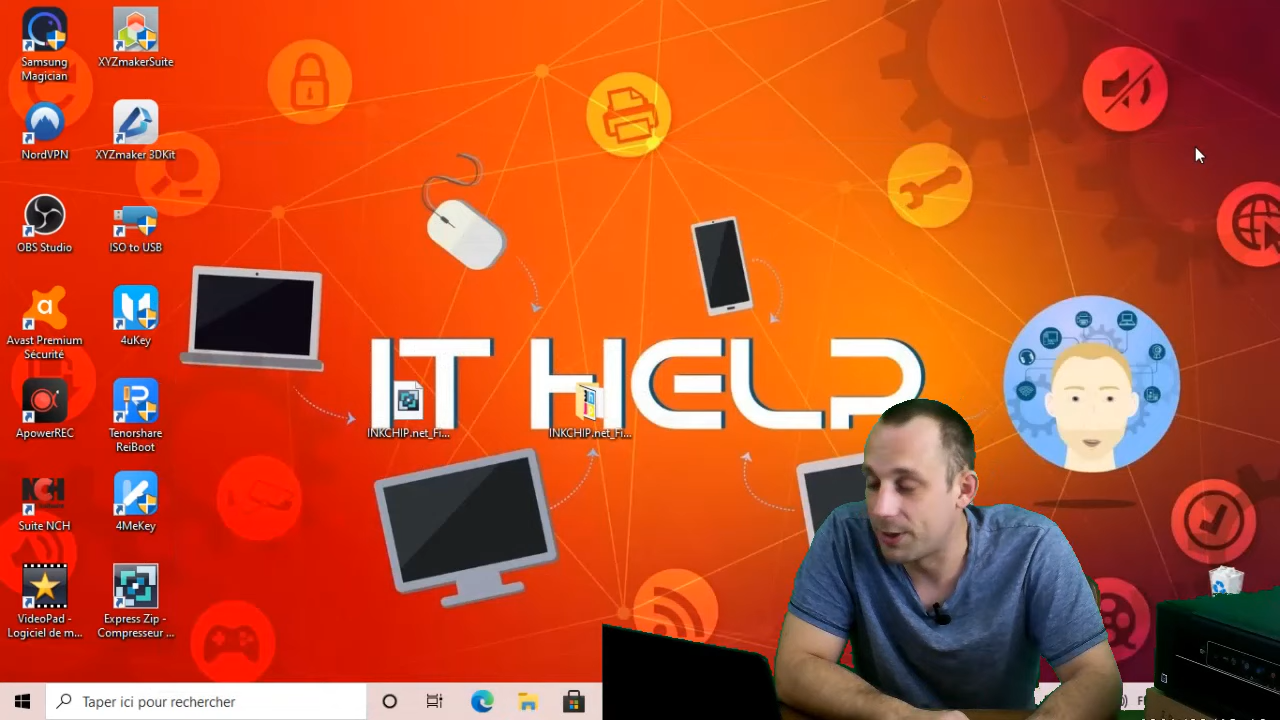 Samsung
Magician
XYZmakerSuite
NordVPN
XYZmaker 3DKit
OBS Studio
ISO to USB
Avast Premium
Sécurité
4uKey
ApowerREC
Tenorshare
ReiBoot
Suite NCH
4MeKey
VideoPad -
Logiciel de m...
Express Zip -
Compresseur ...
IT HELP
INKCHIP.net_Fi...
INKCHIP.net_Fi...
Taper ici pour rechercher